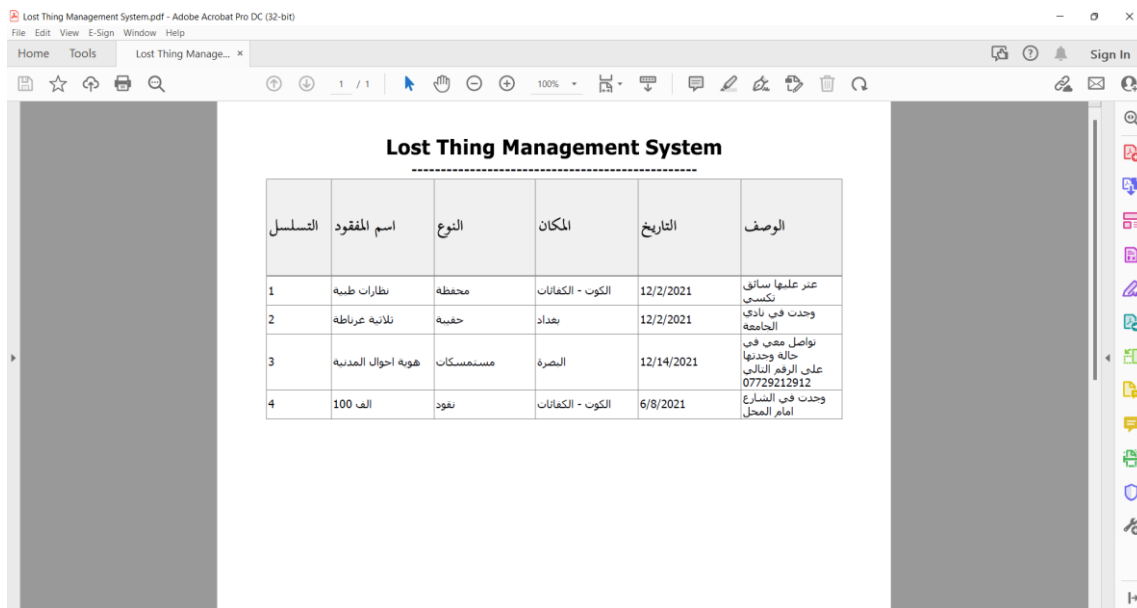 Lost Thing Management System.pdf - Adobe Acrobat Pro DC (32-bit)
File Edit View E-Sign Window Help
Home Tools Lost Thing Manage... × Sign In
1 / 1 100%
Lost Thing Management System
------------------------------------------------
التسلسل اسم المفقود النوع المكان التاريخ الوصف
1 نظارات طبية محفظة الكوت - الكفائات 12/2/2021 عثر عليها سائق
تكسي
2 ثلاثية غرناطة حقيبة بغداد 12/2/2021 وجدت في نادي
الجامعة
3 هوية احوال المدنية مستمسكات البصرة 12/14/2021 تواصل معي في
حالة وجدتها
على الرقم التالي
07729212912
4 100 الف نقود الكوت - الكفائات 6/8/2021 وجدت في الشارع
امام المحل